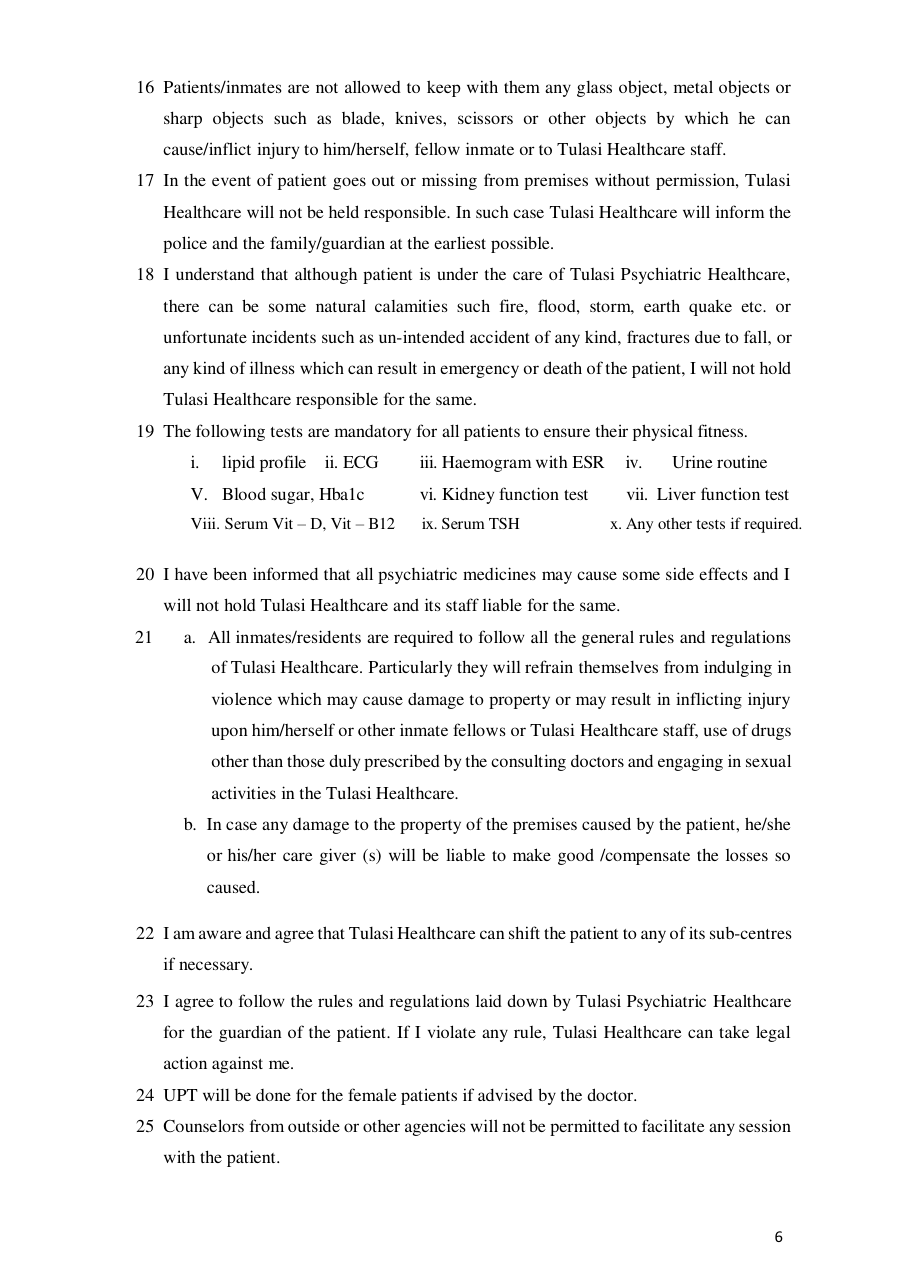 16 Patients/inmates are not allowed to keep with them any glass object, metal objects or
sharp objects such as blade, knives, scissors or other objects by which he can
cause/inflict injury to him/herself, fellow inmate or to Tulasi Healthcare staff.
17 In the event of patient goes out or missing from premises without permission, Tulasi
Healthcare will not be held responsible. In such case Tulasi Healthcare will inform the
police and the family/guardian at the earliest possible.
18 I understand that although patient is under the care of Tulasi Psychiatric Healthcare,
there can be some natural calamities such fire, flood, storm, earth quake etc. or
unfortunate incidents such as un-intended accident of any kind, fractures due to fall, or
any kind of illness which can result in emergency or death of the patient, I will not hold
Tulasi Healthcare responsible for the same.
19 The following tests are mandatory for all patients to ensure their physical fitness.
i. lipid profile ii. ECG iii. Haemogram with ESR iv. Urine routine
V. Blood sugar, Hba1c vi. Kidney function test vii. Liver function test
Viii. Serum Vit – D, Vit – B12 ix. Serum TSH x. Any other tests if required.
20 I have been informed that all psychiatric medicines may cause some side effects and I
will not hold Tulasi Healthcare and its staff liable for the same.
21 a. All inmates/residents are required to follow all the general rules and regulations
of Tulasi Healthcare. Particularly they will refrain themselves from indulging in
violence which may cause damage to property or may result in inflicting injury
upon him/herself or other inmate fellows or Tulasi Healthcare staff, use of drugs
other than those duly prescribed by the consulting doctors and engaging in sexual
activities in the Tulasi Healthcare.
b. In case any damage to the property of the premises caused by the patient, he/she
or his/her care giver (s) will be liable to make good /compensate the losses so
caused.
22 I am aware and agree that Tulasi Healthcare can shift the patient to any of its sub-centres
if necessary.
23 I agree to follow the rules and regulations laid down by Tulasi Psychiatric Healthcare
for the guardian of the patient. If I violate any rule, Tulasi Healthcare can take legal
action against me.
24 UPT will be done for the female patients if advised by the doctor.
25 Counselors from outside or other agencies will not be permitted to facilitate any session
with the patient.
6